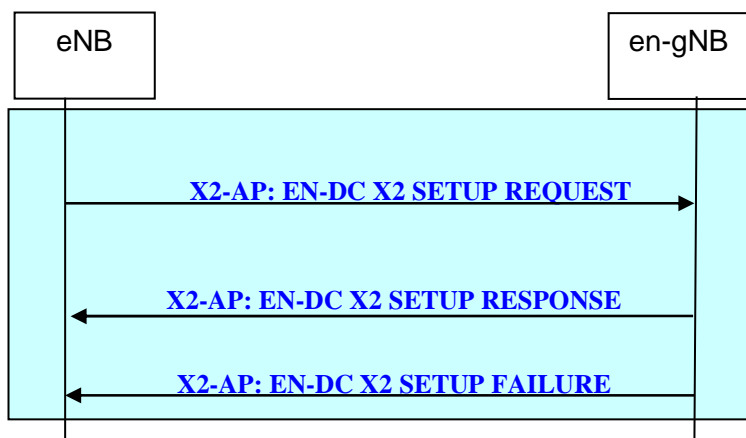 eNB
en-gNB
X2-AP: EN-DC X2 SETUP REQUEST
X2-AP: EN-DC X2 SETUP RESPONSE
X2-AP: EN-DC X2 SETUP FAILURE